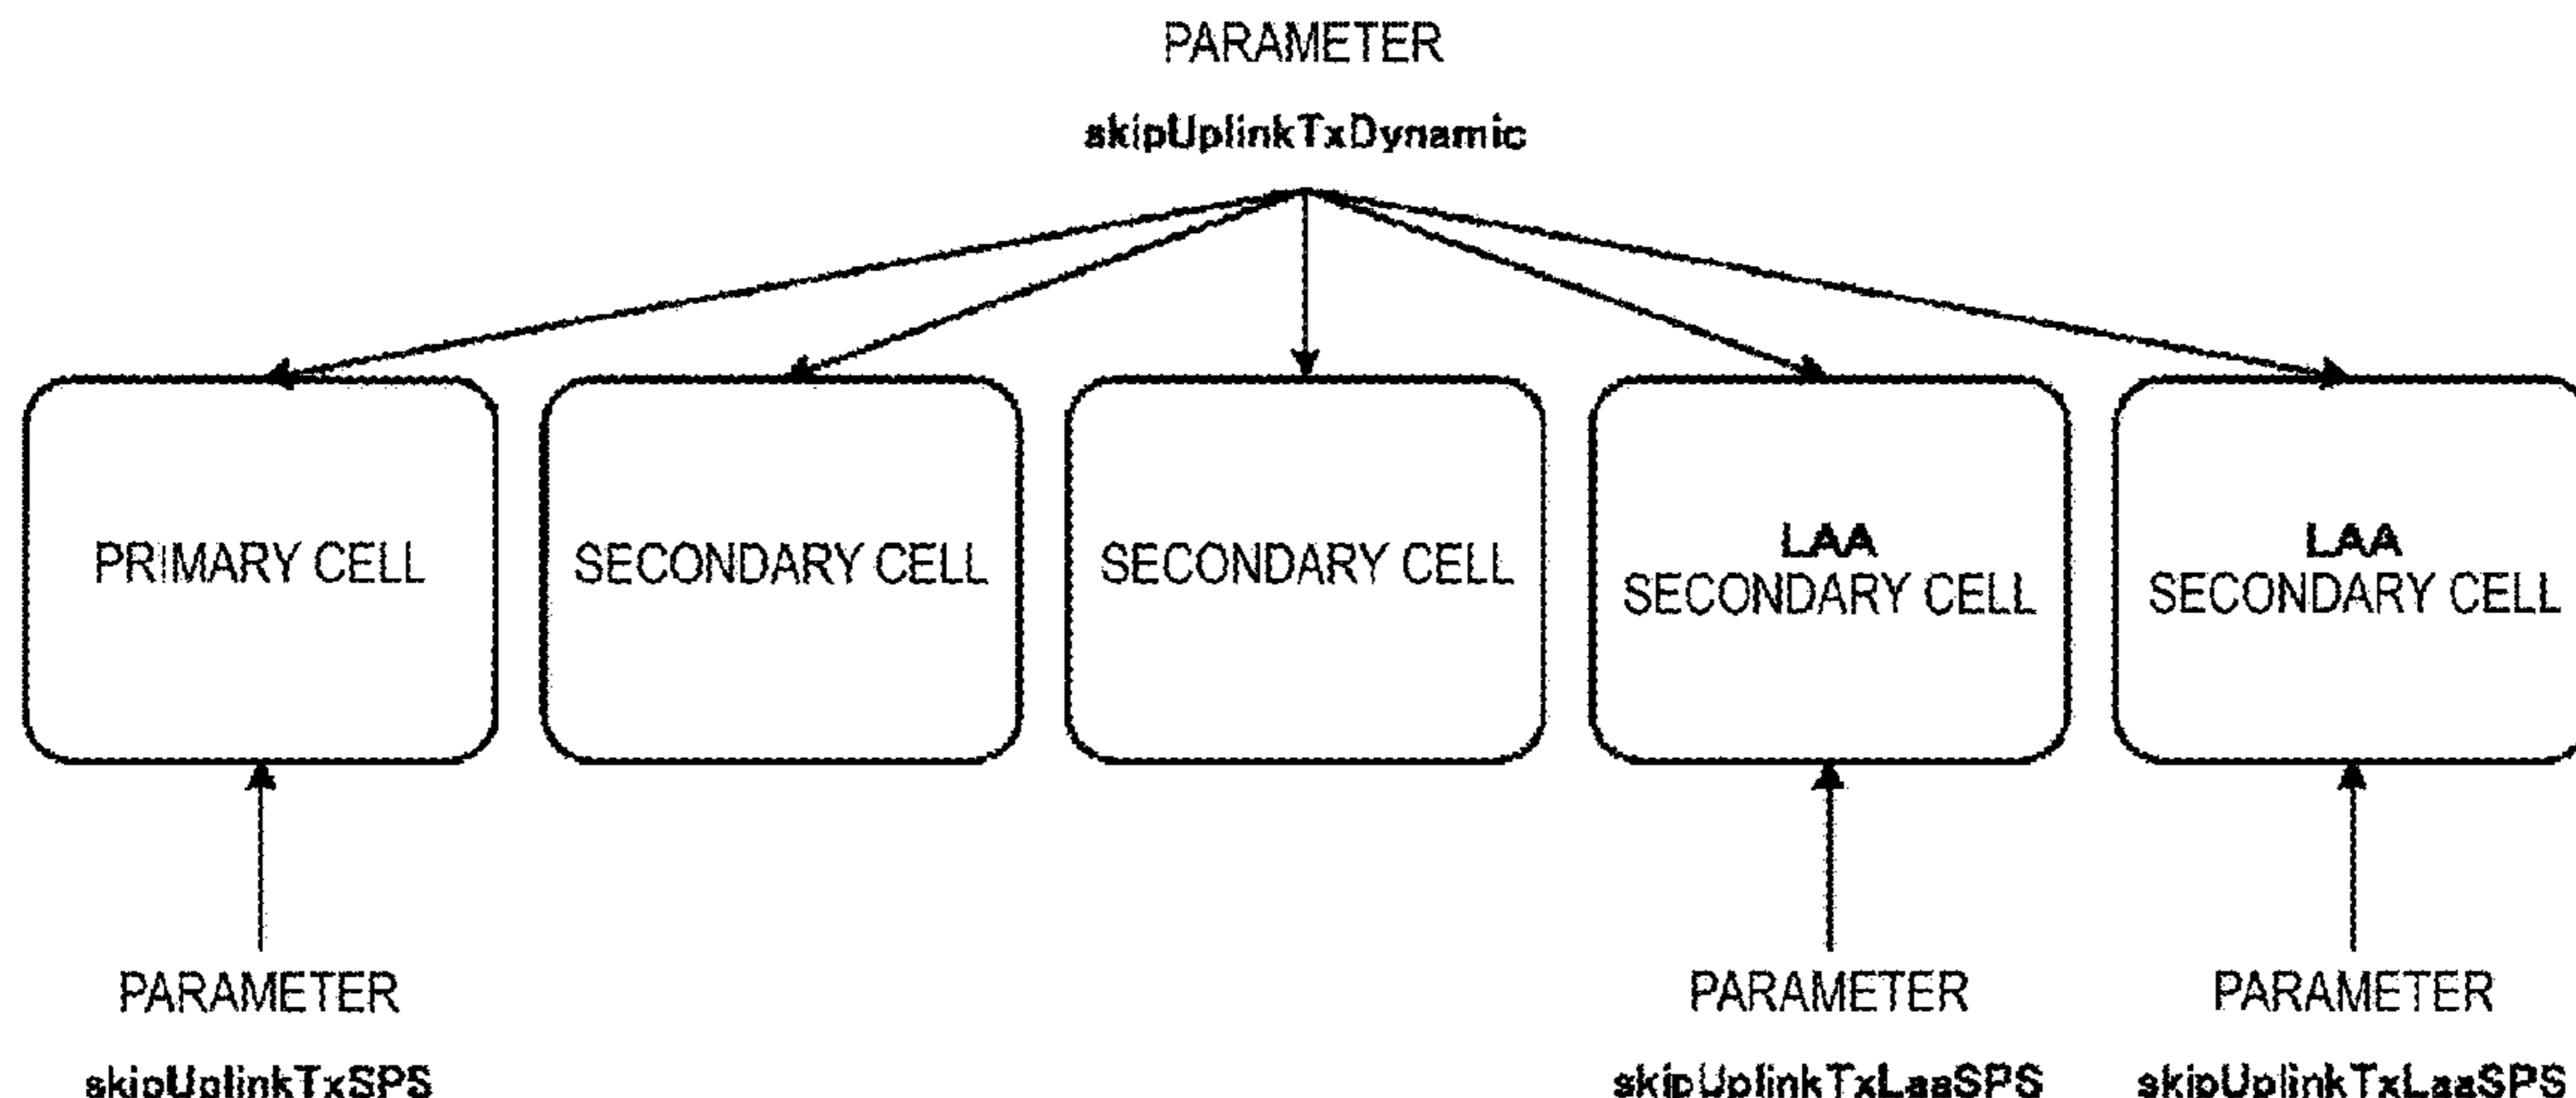 PARAMETER
skipUplinkTxDynamic
PRIMARY CELL
SECONDARY CELL
SECONDARY CELL
LAA
SECONDARY CELL
LAA
SECONDARY CELL
PARAMETER
skipUplinkTxSPS
PARAMETER
skipUplinkTxLaaSPS
PARAMETER
skipUplinkTxLaaSPS